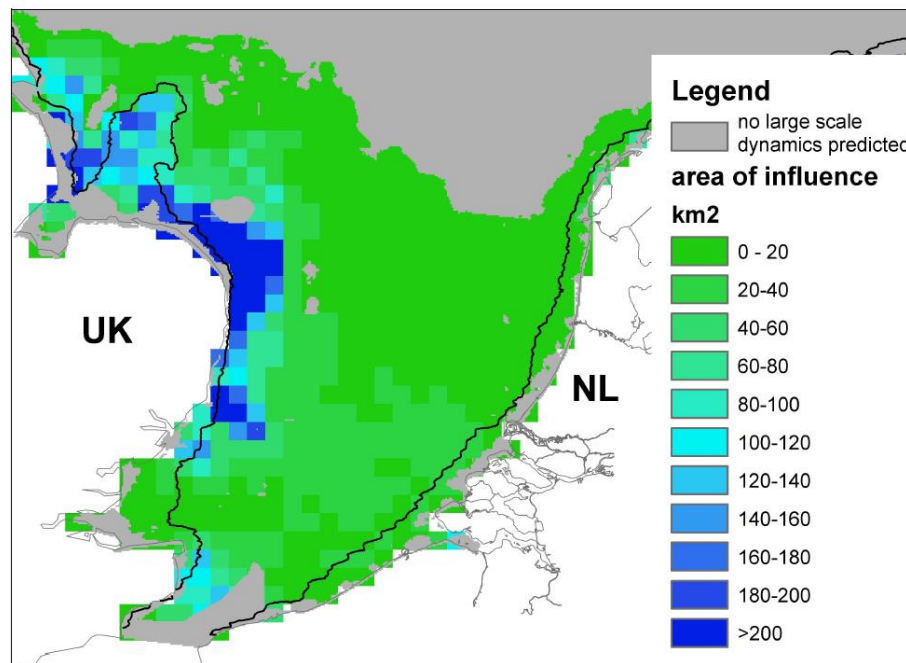 UK
NL
Legend
no large scale
dynamics predicted
area of influence
km2
0 - 20
20-40
40-60
60-80
80-100
100-120
120-140
140-160
160-180
180-200
>200